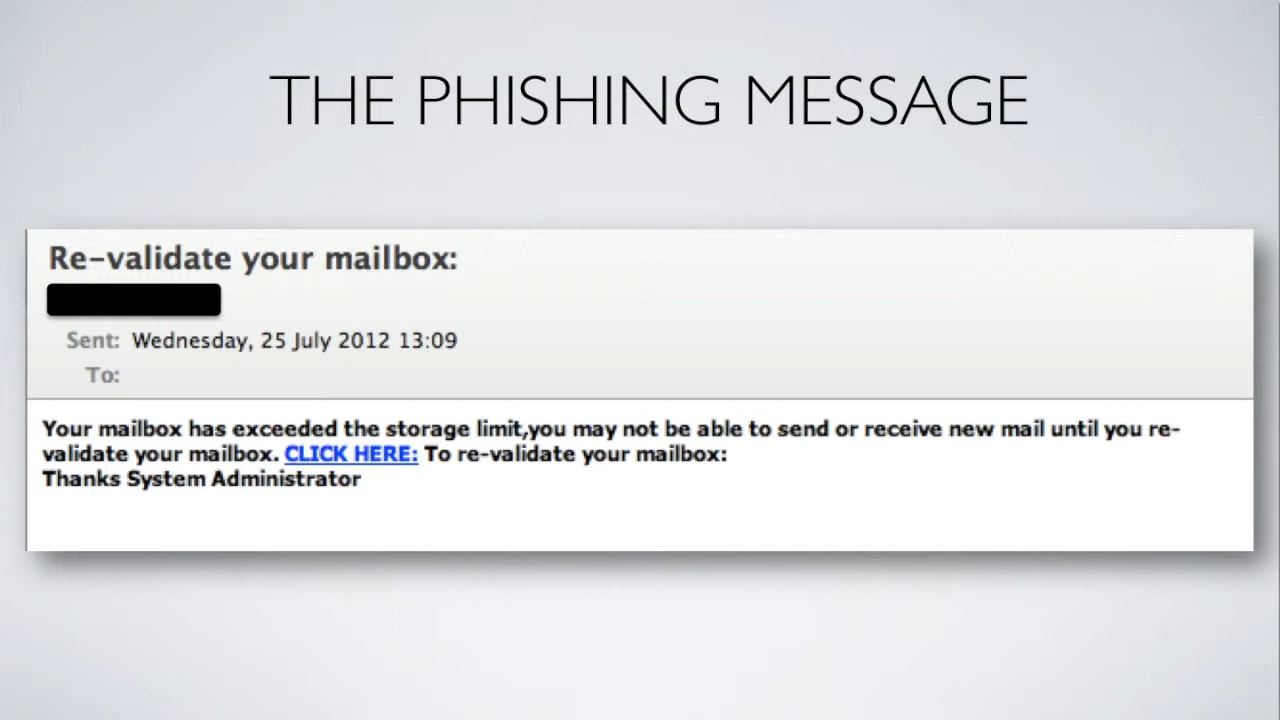 THE PHISHING MESSAGE
Re-validate your mailbox:
Sent: Wednesday, 25 July 2012 13:09
To:
Your mailbox has exceeded the storage limit,you may not be able to send or receive new mail until you re-
validate your mailbox. CLICK HERE: To re-validate your mailbox:
Thanks System Administrator